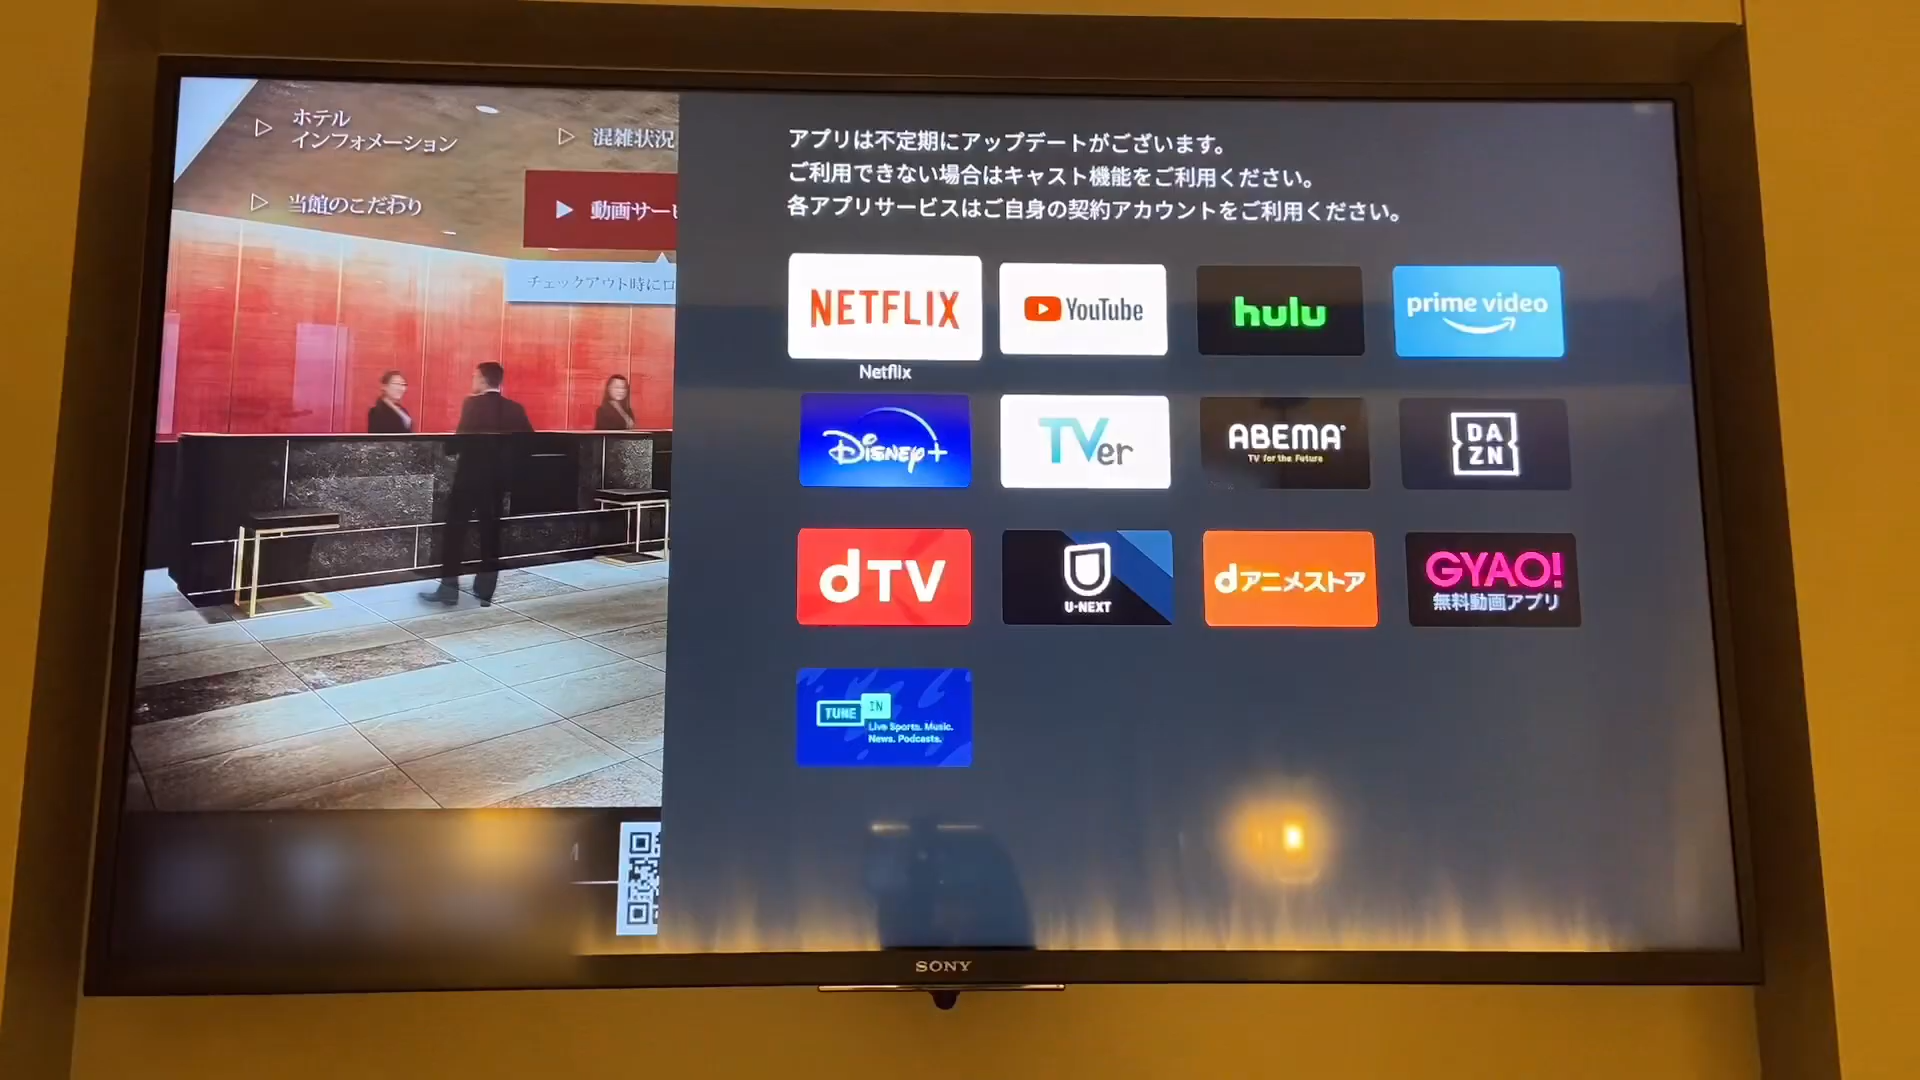 ホテル
インフォメーション
混雑状況
当館のこだわり
動画サー
チェックアウト時に
アプリは不定期にアップデートがございます。
ご利用できない場合はキャスト機能をご利用ください。
各アプリサービスはご自身の契約アカウントをご利用ください。
NETFLIX
YouTube
hulu
prime video
Netflix
Disney+
TVer
ABEMA
TV for the Future
DA
ZN
dTV
U-NEXT
dアニメストア
GYAO!
無料動画アプリ
TUNE IN
Live Sports. Music.
News. Podcasts.
SONY